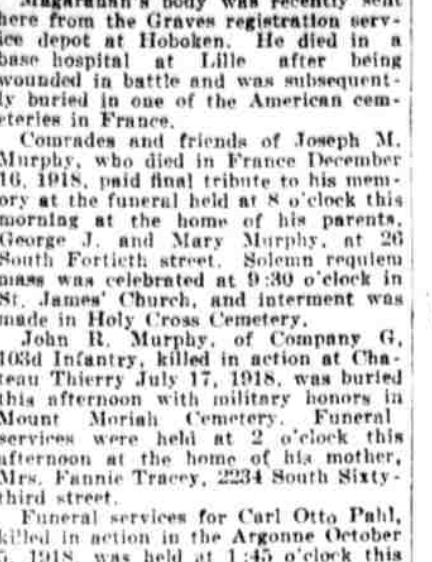 Magaranan's body was recently sent
here from the Graves registration serv-
ice depot at Hoboken. He died in a
base hospital at Lille after being
wounded in battle and was subsequent-
ly buried in one of the American cem-
eteries in France.
Comrades and friends of Joseph M.
Murphy, who died in France December
16, 1918, paid final tribute to his mem-
ory at the funeral held at 8 o'clock this
morning at the home of his parents,
George J. and Mary Murphy, at 26
South Fortieth street. Solemn requiem
mass was celebrated at 9:30 o'clock in
St. James' Church, and interment was
made in Holy Cross Cemetery.
John R. Murphy, of Company G,
103d Infantry, killed in action at Cha-
teau Thierry July 17, 1918, was buried
this afternoon with military honors in
Mount Moriah Cemetery. Funeral
services were held at 2 o'clock this
afternoon at the home of his mother,
Mrs. Fannie Tracey, 2234 South Sixty-
third street.
Funeral services for Carl Otto Pahl,
killed in action in the Argonne October
5, 1918, was held at 1:45 o'clock this